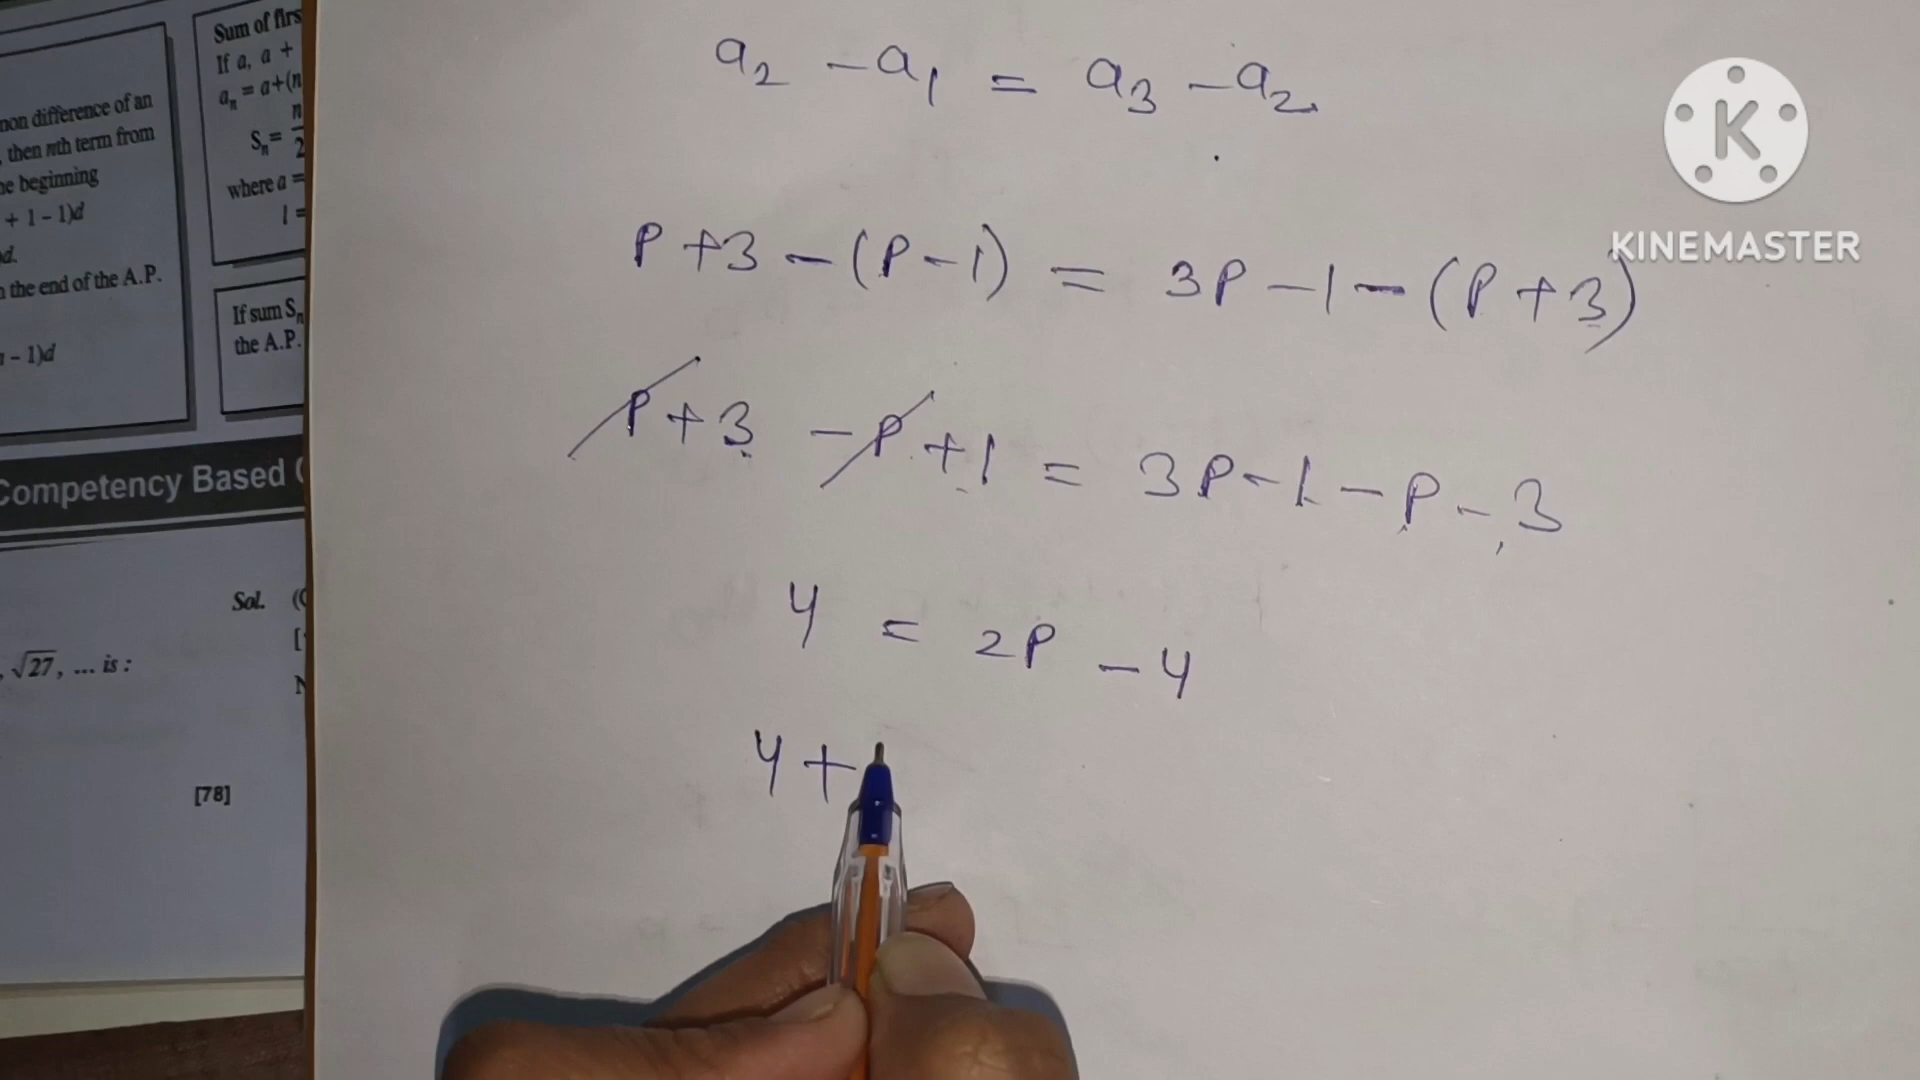 Sum of firs
If a, a +
aₙ = a+(n
Sₙ = n/2
where a =
l =
mon difference of an
, then nth term from
he beginning
+ 1 – 1)d
d.
the end of the A.P.
– 1)d
If sum Sₙ
the A.P.
Competency Based
Sol.
, √27, ... is :
[78]
a₂ - a₁ = a₃ - a₂
P + 3 - (P - 1) = 3P - 1 - (P + 3)
P + 3 - P + 1 = 3P - 1 - P - 3
4 = 2P - 4
4 +
K
KINEMASTER